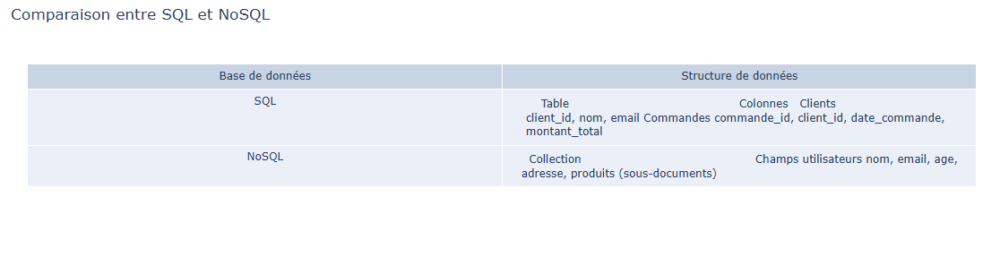 Comparaison entre SQL et NoSQL
Base de données Structure de données
SQL
Table Colonnes Clients
client_id, nom, email Commandes commande_id, client_id, date_commande,
montant_total
NoSQL
Collection Champs utilisateurs nom, email, age,
adresse, produits (sous-documents)